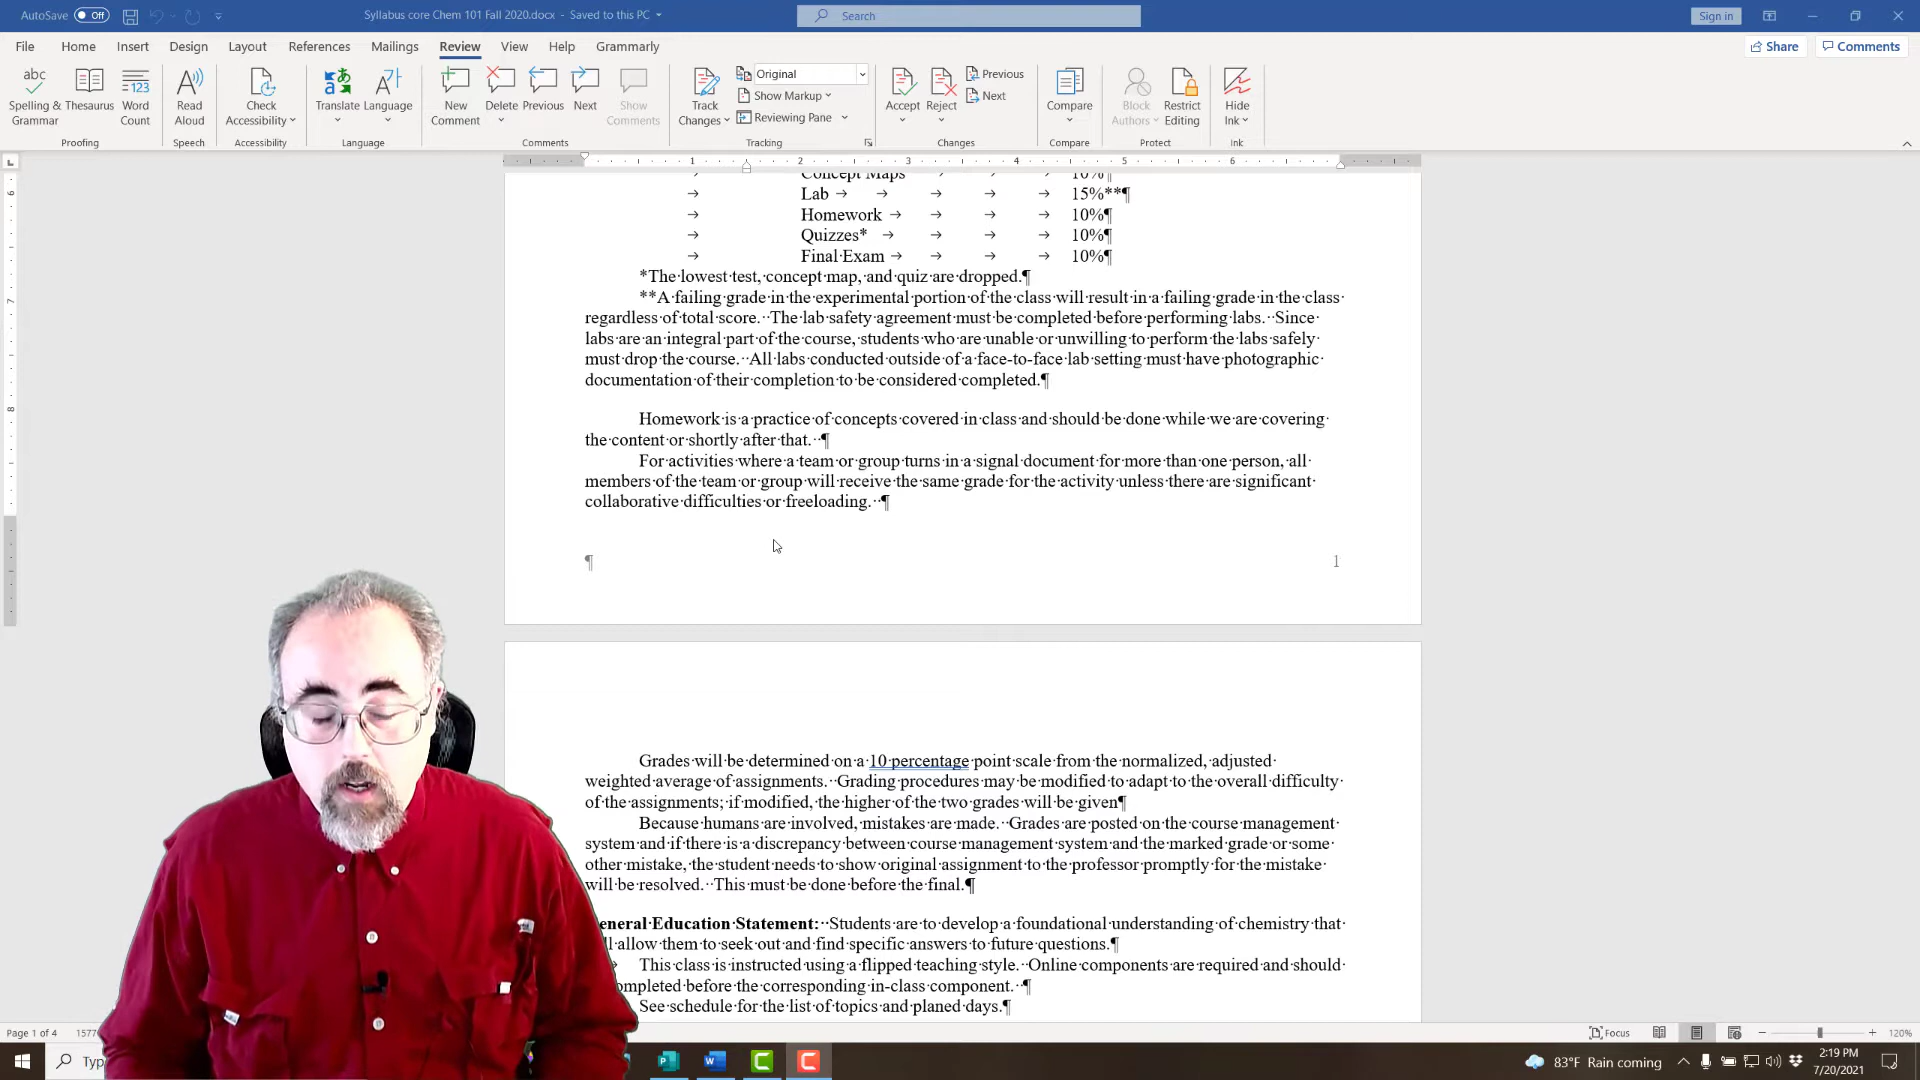 AutoSave Off Syllabus core Chem 101 Fall 2020.docx - Saved to this PC Search Sign in
File Home Insert Design Layout References Mailings Review View Help Grammarly Share Comments
Spelling & Grammar Thesaurus Word Count Read Aloud Check Accessibility Translate Language New Comment Delete Previous Next Show Comments Track Changes Original Show Markup Reviewing Pane Accept Reject Previous Next Compare Block Authors Restrict Editing Hide Ink
Proofing Speech Accessibility Language Comments Tracking Changes Compare Protect Ink
1 2 3 4 5 6
6
7
8
Concept Maps → → → 10%¶
→ Lab → → → → 15%**¶
→ Homework → → → → 10%¶
→ Quizzes* → → → → 10%¶
→ Final·Exam → → → → 10%¶
*The·lowest·test,·concept·map,·and·quiz·are·dropped.¶
**A·failing·grade·in·the·experimental·portion·of·the·class·will·result·in·a·failing·grade·in·the·class·
regardless·of·total·score.··The·lab·safety·agreement·must·be·completed·before·performing·labs.··Since·
labs·are·an·integral·part·of·the·course,·students·who·are·unable·or·unwilling·to·perform·the·labs·safely·
must·drop·the·course.··All·labs·conducted·outside·of·a·face-to-face·lab·setting·must·have·photographic·
documentation·of·their·completion·to·be·considered·completed.¶
Homework·is·a·practice·of·concepts·covered·in·class·and·should·be·done·while·we·are·covering·
the·content·or·shortly·after·that.··¶
For·activities·where·a·team·or·group·turns·in·a·signal·document·for·more·than·one·person,·all·
members·of·the·team·or·group·will·receive·the·same·grade·for·the·activity·unless·there·are·significant·
collaborative·difficulties·or·freeloading.··¶
¶ 1
Grades·will·be·determined·on·a·10·percentage·point·scale·from·the·normalized,·adjusted·
weighted·average·of·assignments.··Grading·procedures·may·be·modified·to·adapt·to·the·overall·difficulty·
of·the·assignments;·if·modified,·the·higher·of·the·two·grades·will·be·given¶
Because·humans·are·involved,·mistakes·are·made.··Grades·are·posted·on·the·course·management·
system·and·if·there·is·a·discrepancy·between·course·management·system·and·the·marked·grade·or·some·
other·mistake,·the·student·needs·to·show·original·assignment·to·the·professor·promptly·for·the·mistake·
will·be·resolved.··This·must·be·done·before·the·final.¶
eneral·Education·Statement:··Students·are·to·develop·a·foundational·understanding·of·chemistry·that·
ll·allow·them·to·seek·out·and·find·specific·answers·to·future·questions.¶
→ This·class·is·instructed·using·a·flipped·teaching·style.··Online·components·are·required·and·should·
ompleted·before·the·corresponding·in-class·component.··¶
See·schedule·for·the·list·of·topics·and·planed·days.¶
Page 1 of 4 1577 Focus 120%
Typ 83°F Rain coming 2:19 PM
7/20/2021